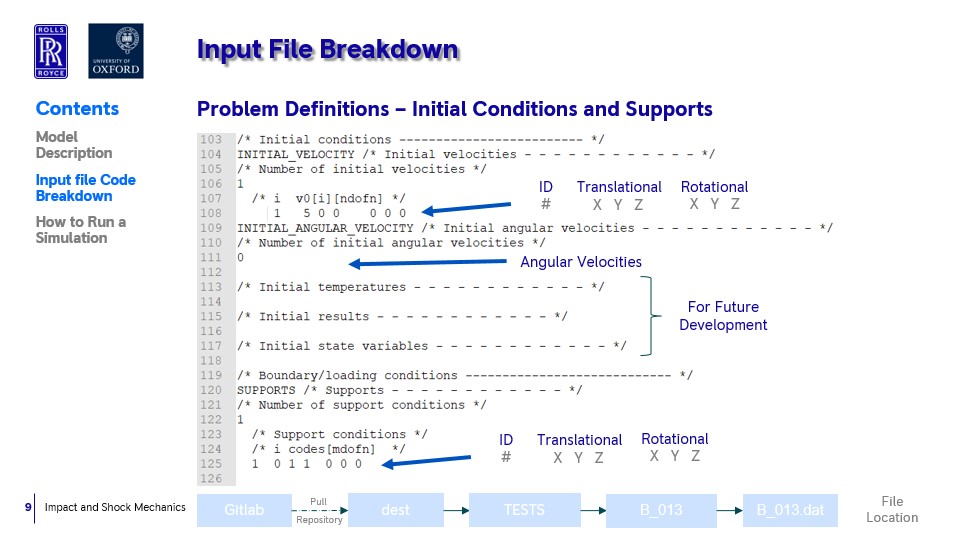 ROLLS
RR
ROYCE
UNIVERSITY OF
OXFORD
Input File Breakdown
Contents
Model
Description
Input file Code
Breakdown
How to Run a
Simulation
Problem Definitions – Initial Conditions and Supports
103 /* Initial conditions ------------------------- */
104 INITIAL_VELOCITY /* Initial velocities - - - - - - - - - - - - */
105 /* Number of initial velocities */
106 1
107 /* i v0[i][ndofn] */
108 1 5 0 0 0 0 0
109 INITIAL_ANGULAR_VELOCITY /* Initial angular velocities - - - - - - - - - - - - */
110 /* Number of initial angular velocities */
111 0
112
113 /* Initial temperatures - - - - - - - - - - - - */
114
115 /* Initial results - - - - - - - - - - - - */
116
117 /* Initial state variables - - - - - - - - - - - - */
118
119 /* Boundary/loading conditions ---------------------------- */
120 SUPPORTS /* Supports - - - - - - - - - - - - */
121 /* Number of support conditions */
122 1
123 /* Support conditions */
124 /* i codes[mdofn] */
125 1 0 1 1 0 0 0
126
ID Translational Rotational
# X Y Z X Y Z
Angular Velocities
For Future
Development
ID Translational Rotational
# X Y Z X Y Z
9 Impact and Shock Mechanics
Gitlab
Pull
Repository
dest
TESTS
B_013
B_013.dat
File
Location